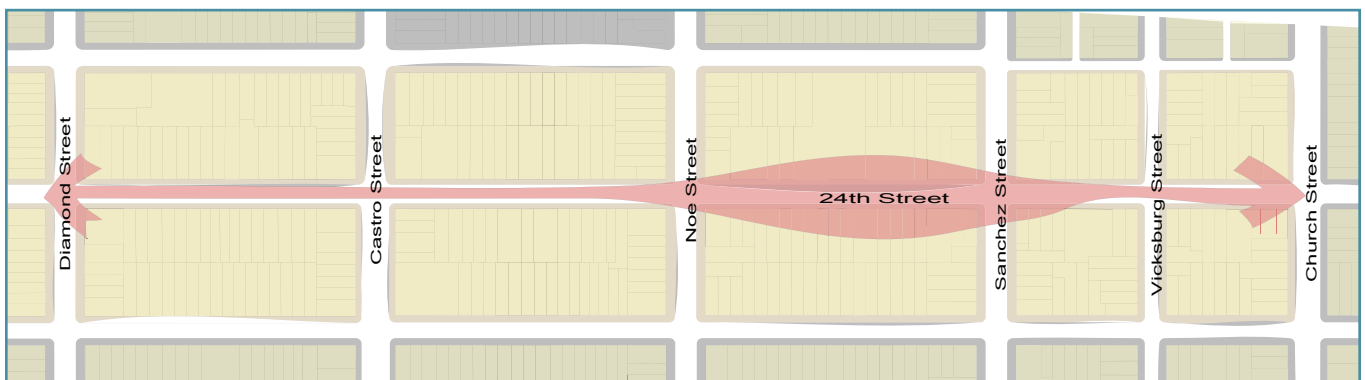 Diamond Street
Castro Street
Noe Street
24th Street
Sanchez Street
Vicksburg Street
Church Street